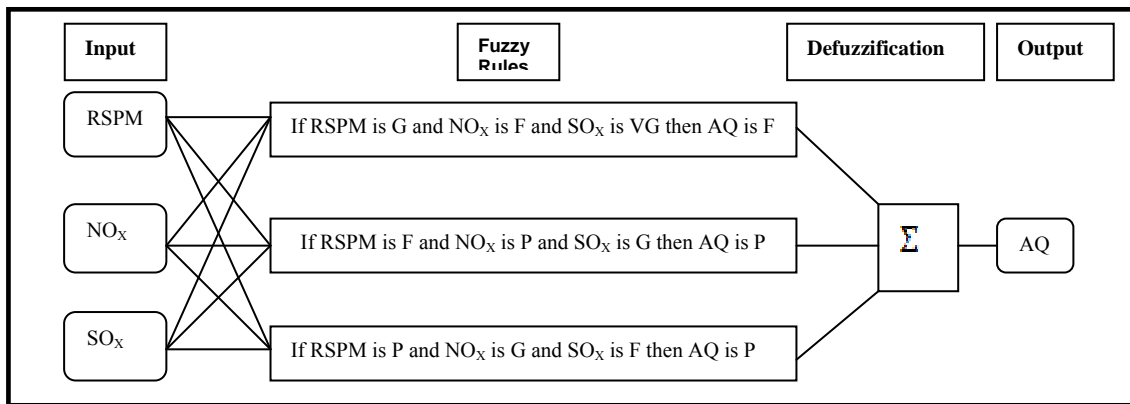 Input
Fuzzy
Rules
Defuzzification
Output
RSPM
If RSPM is G and NOX is F and SOX is VG then AQ is F
NOX
If RSPM is F and NOX is P and SOX is G then AQ is P
Σ
AQ
SOX
If RSPM is P and NOX is G and SOX is F then AQ is P